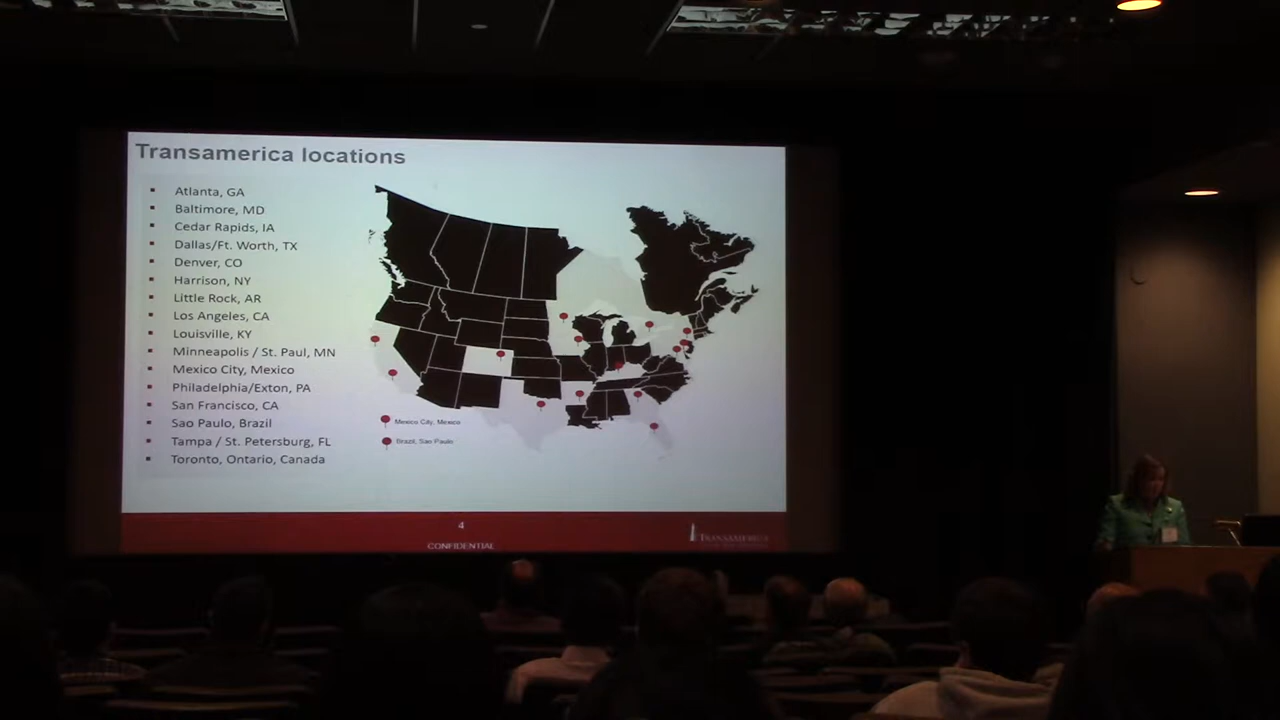 Transamerica locations
▪ Atlanta, GA
▪ Baltimore, MD
▪ Cedar Rapids, IA
▪ Dallas/Ft. Worth, TX
▪ Denver, CO
▪ Harrison, NY
▪ Little Rock, AR
▪ Los Angeles, CA
▪ Louisville, KY
▪ Minneapolis / St. Paul, MN
▪ Mexico City, Mexico
▪ Philadelphia/Exton, PA
▪ San Francisco, CA
▪ Sao Paulo, Brazil
▪ Tampa / St. Petersburg, FL
▪ Toronto, Ontario, Canada
Mexico City, Mexico
Brazil, Sao Paulo
4
CONFIDENTIAL
TRANSAMERICA